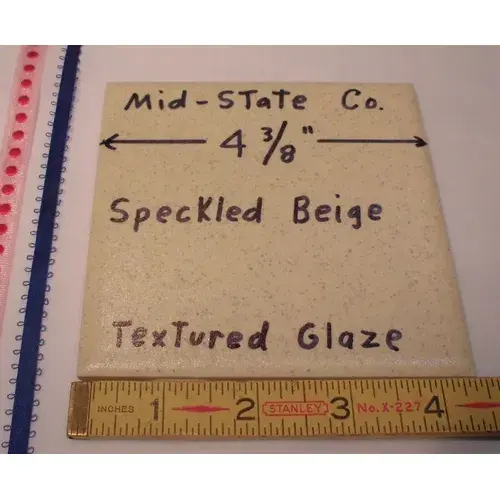 Mid-State Co.
4 3/8"
Speckled Beige
Textured Glaze
INCHES 1 2 STANLEY 3 No. X-227 4